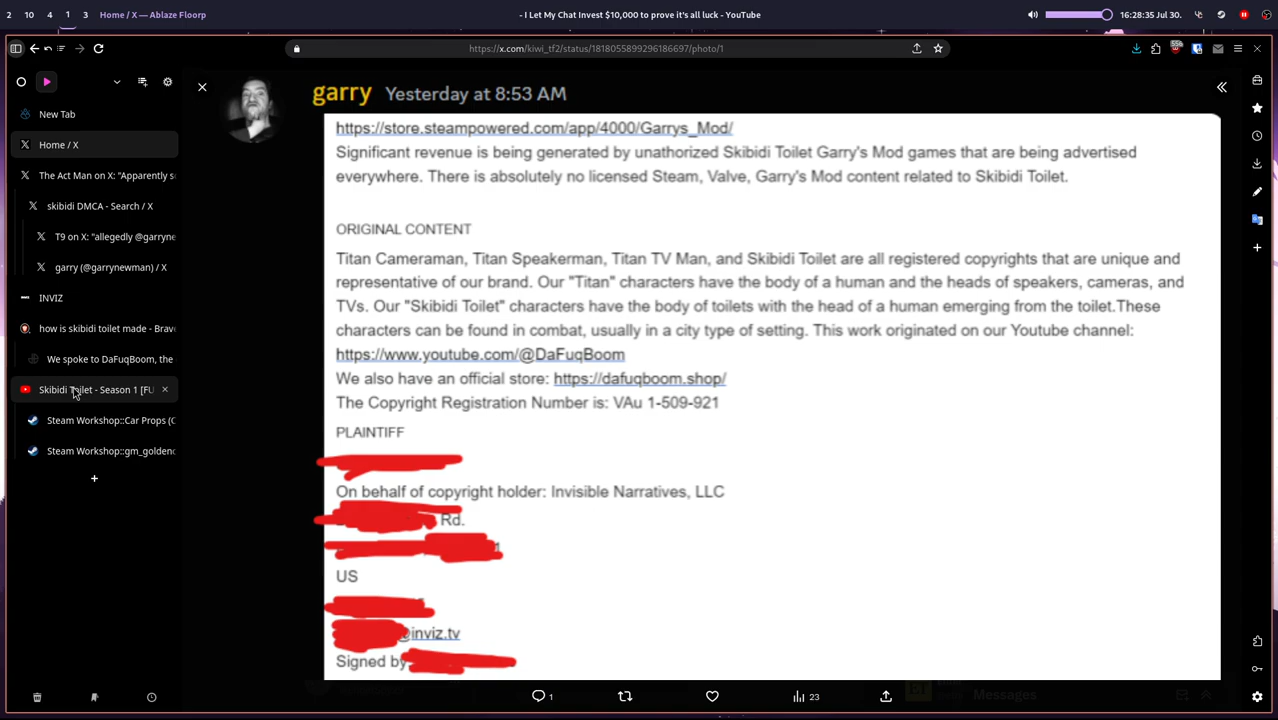 2 10 4 1 3 Home / X — Ablaze Floorp
- I Let My Chat Invest $10,000 to prove it's all luck - YouTube
16:28:35 Jul 30.
https://x.com/kiwi_tf2/status/1818055899296186697/photo/1
New Tab
Home / X
The Act Man on X: "Apparently s
skibidi DMCA - Search / X
T9 on X: "allegedly @garryne
garry (@garrynewman) / X
INVIZ
how is skibidi toilet made - Brave
We spoke to DaFuqBoom, the
Skibidi Toilet - Season 1 [FU
Steam Workshop::Car Props (C
Steam Workshop::gm_goldenc
garry Yesterday at 8:53 AM
https://store.steampowered.com/app/4000/Garrys_Mod/
Significant revenue is being generated by unathorized Skibidi Toilet Garry's Mod games that are being advertised
everywhere. There is absolutely no licensed Steam, Valve, Garry's Mod content related to Skibidi Toilet.
ORIGINAL CONTENT
Titan Cameraman, Titan Speakerman, Titan TV Man, and Skibidi Toilet are all registered copyrights that are unique and
representative of our brand. Our "Titan" characters have the body of a human and the heads of speakers, cameras, and
TVs. Our "Skibidi Toilet" characters have the body of toilets with the head of a human emerging from the toilet.These
characters can be found in combat, usually in a city type of setting. This work originated on our Youtube channel:
https://www.youtube.com/@DaFuqBoom
We also have an official store: https://dafuqboom.shop/
The Copyright Registration Number is: VAu 1-509-921
PLAINTIFF
On behalf of copyright holder: Invisible Narratives, LLC
Rd.
US
@inviz.tv
Signed by
1
23
Messages